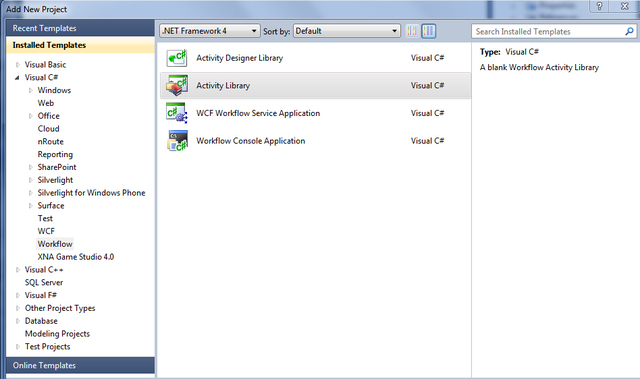 Add New Project
Recent Templates
Installed Templates
Visual Basic
Visual C#
Windows
Web
Office
Cloud
nRoute
Reporting
SharePoint
Silverlight
Silverlight for Windows Phone
Surface
Test
WCF
Workflow
XNA Game Studio 4.0
Visual C++
SQL Server
Visual F#
Other Project Types
Database
Modeling Projects
Test Projects
Online Templates
.NET Framework 4 Sort by: Default
Activity Designer Library Visual C#
Activity Library Visual C#
WCF Workflow Service Application Visual C#
Workflow Console Application Visual C#
Search Installed Templates
Type: Visual C#
A blank Workflow Activity Library